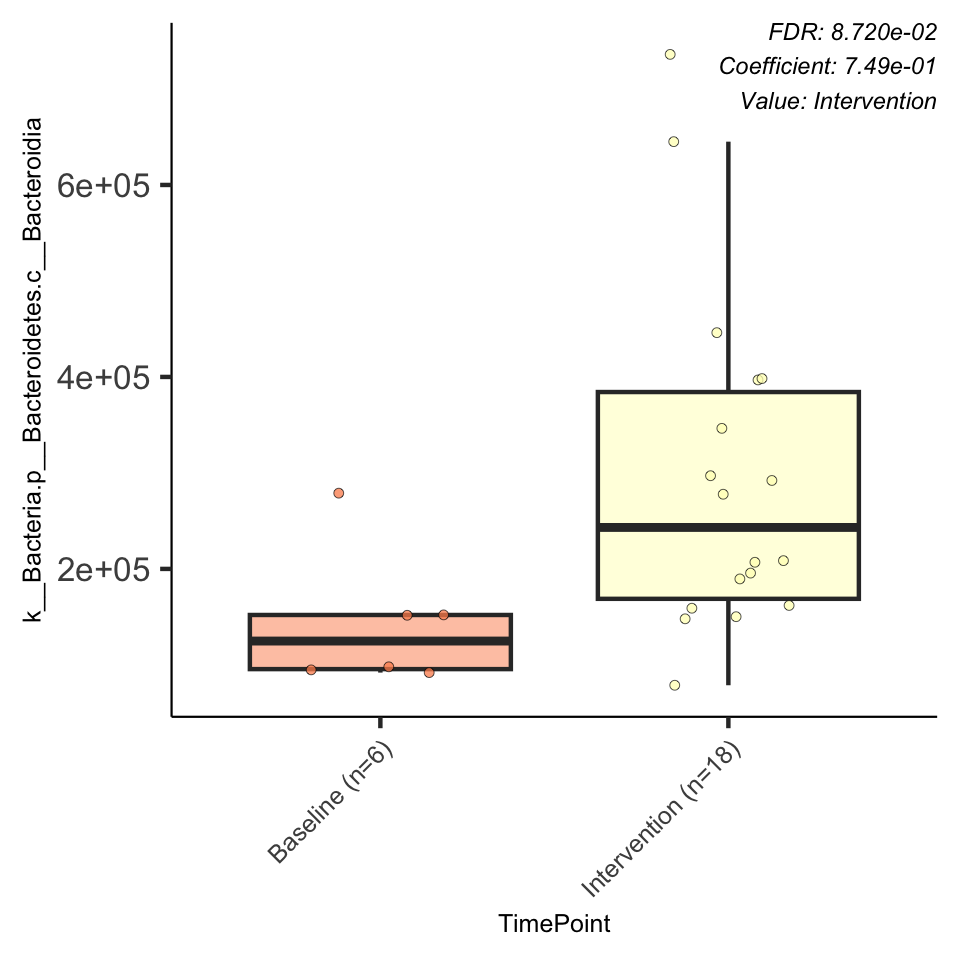 FDR: 8.720e-02
Coefficient: 7.49e-01
Value: Intervention
k__Bacteria.p__Bacteroidetes.c__Bacteroidia
6e+05
4e+05
2e+05
Baseline (n=6)
Intervention (n=18)
TimePoint